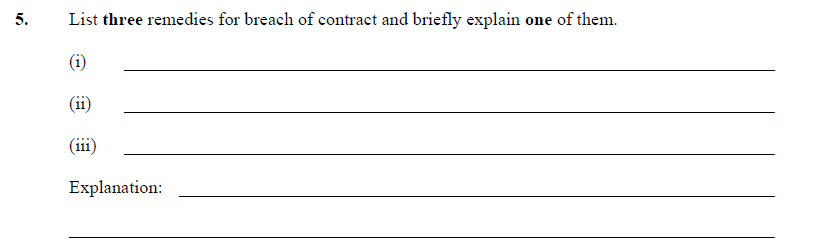 5. List three remedies for breach of contract and briefly explain one of them.
(i)
(ii)
(iii)
Explanation: